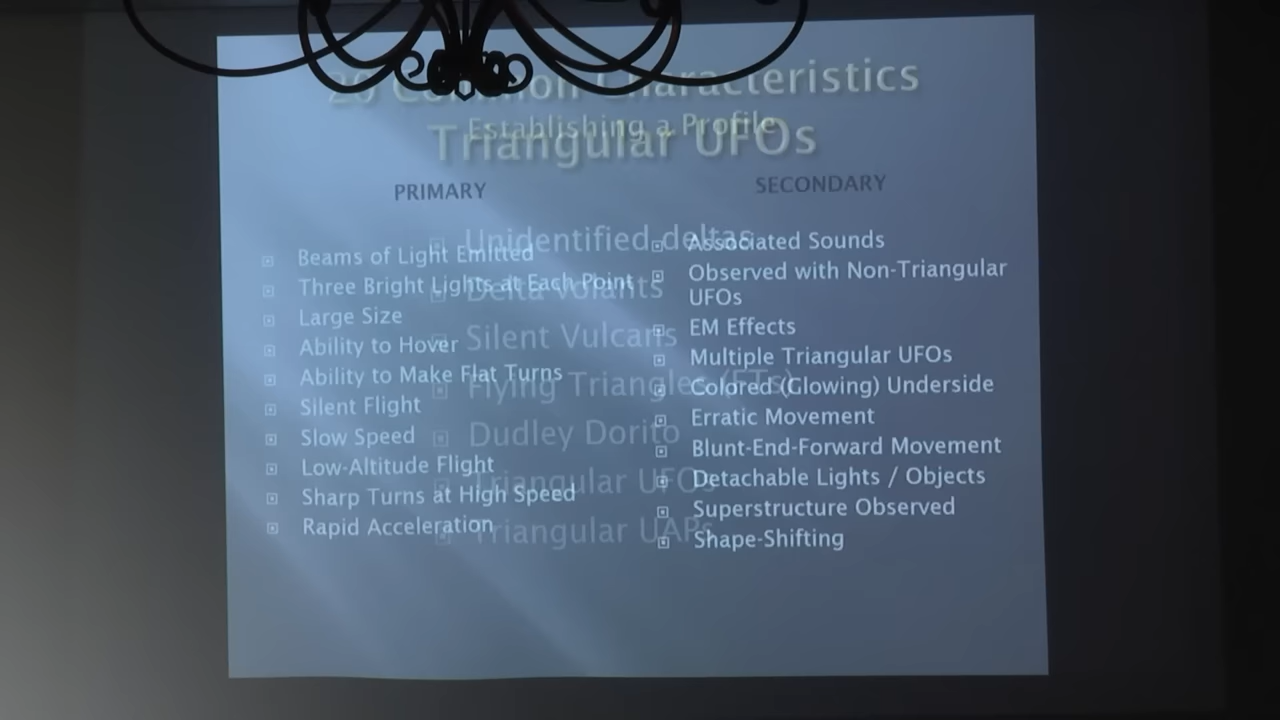 20 Common Characteristics
Establishing a Profile
Triangular UFOs
PRIMARY
Beams of Light Emitted
Three Bright Lights at Each Point
Large Size
Ability to Hover
Ability to Make Flat Turns
Silent Flight
Slow Speed
Low-Altitude Flight
Sharp Turns at High Speed
Rapid Acceleration
SECONDARY
Associated Sounds
Observed with Non-Triangular
UFOs
EM Effects
Multiple Triangular UFOs
Colored (Glowing) Underside
Erratic Movement
Blunt-End-Forward Movement
Detachable Lights / Objects
Superstructure Observed
Shape-Shifting
Unidentified deltas
Delta Volants
Silent Vulcans
Flying Triangles (FTs)
Dudley Dorito
Triangular UFOs
Triangular UAPs